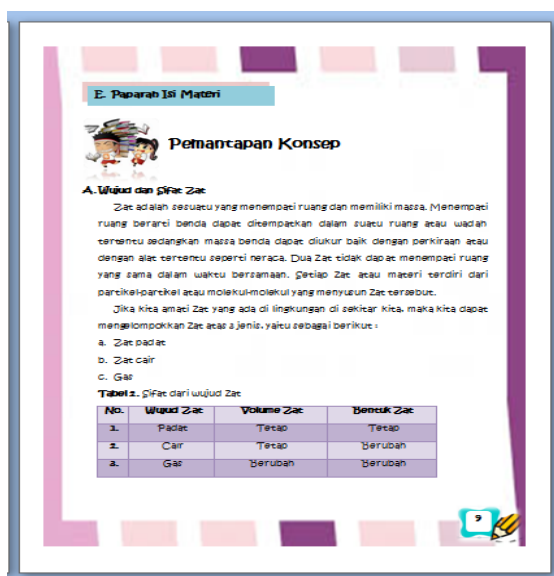 E. Paparan Isi Materi
Pemantapan Konsep
A. Wujud dan Sifat Zat
Zat adalah sesuatu yang menempati ruang dan memiliki massa. Menempati
ruang berarti benda dapat ditempatkan dalam suatu ruang atau wadah
tertentu sedangkan massa benda dapat diukur baik dengan perkiraan atau
dengan alat tertentu seperti neraca. Dua Zat tidak dapat menempati ruang
yang sama dalam waktu bersamaan. Setiap Zat atau materi terdiri dari
partikel-partikel atau molekul-molekul yang menyusun Zat tersebut.
Jika kita amati Zat yang ada di lingkungan di sekitar kita, maka kita dapat
mengelompokkan Zat atas 3 jenis, yaitu sebagai berikut :
a. Zat padat
b. Zat cair
c. Gas
Tabel 2. Sifat dari wujud Zat
No. Wujud Zat Volume Zat Bentuk Zat
1. Padat Tetap Tetap
2. Cair Tetap Berubah
3. Gas Berubah Berubah
9